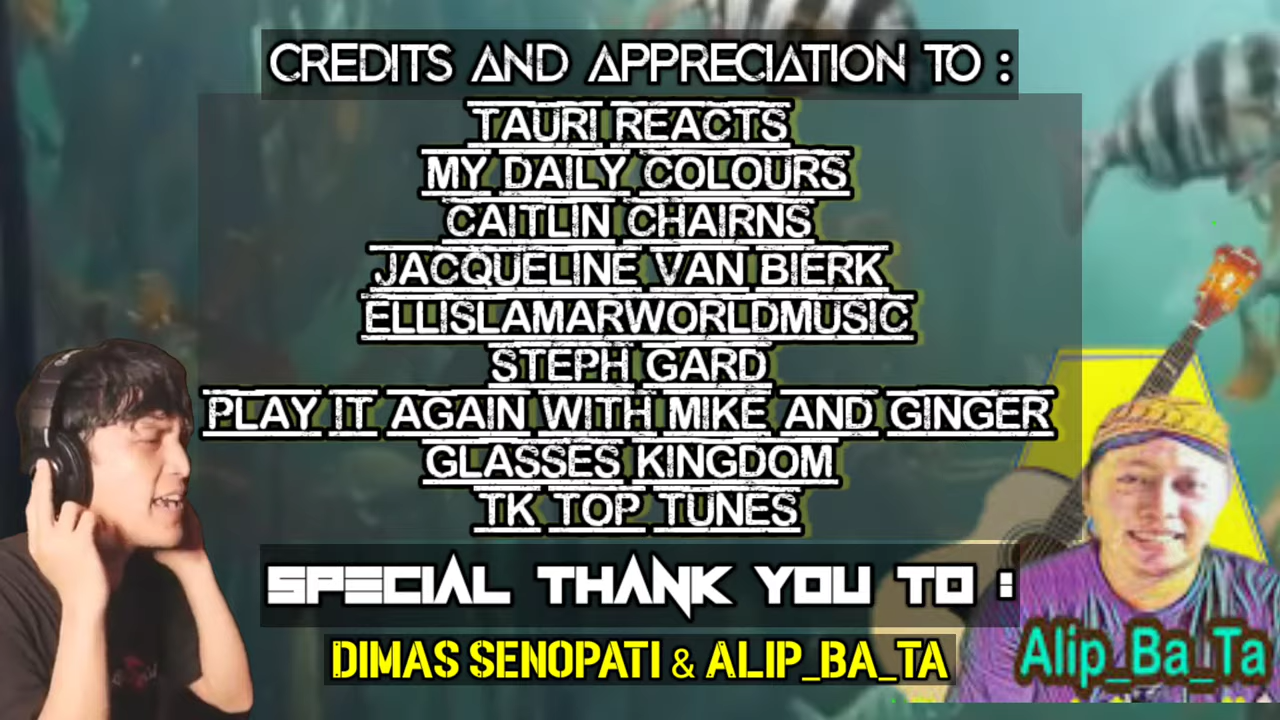 CREDITS AND APPRECIATION TO :
TAURI REACTS
MY DAILY COLOURS
CAITLIN CHAIRNS
JACQUELINE VAN BIERK
ELLISLAMARWORLDMUSIC
STEPH GARD
PLAY IT AGAIN WITH MIKE AND GINGER
GLASSES KINGDOM
TK TOP TUNES
SPECIAL THANK YOU TO :
DIMAS SENOPATI & ALIP_BA_TA
Alip_Ba_Ta